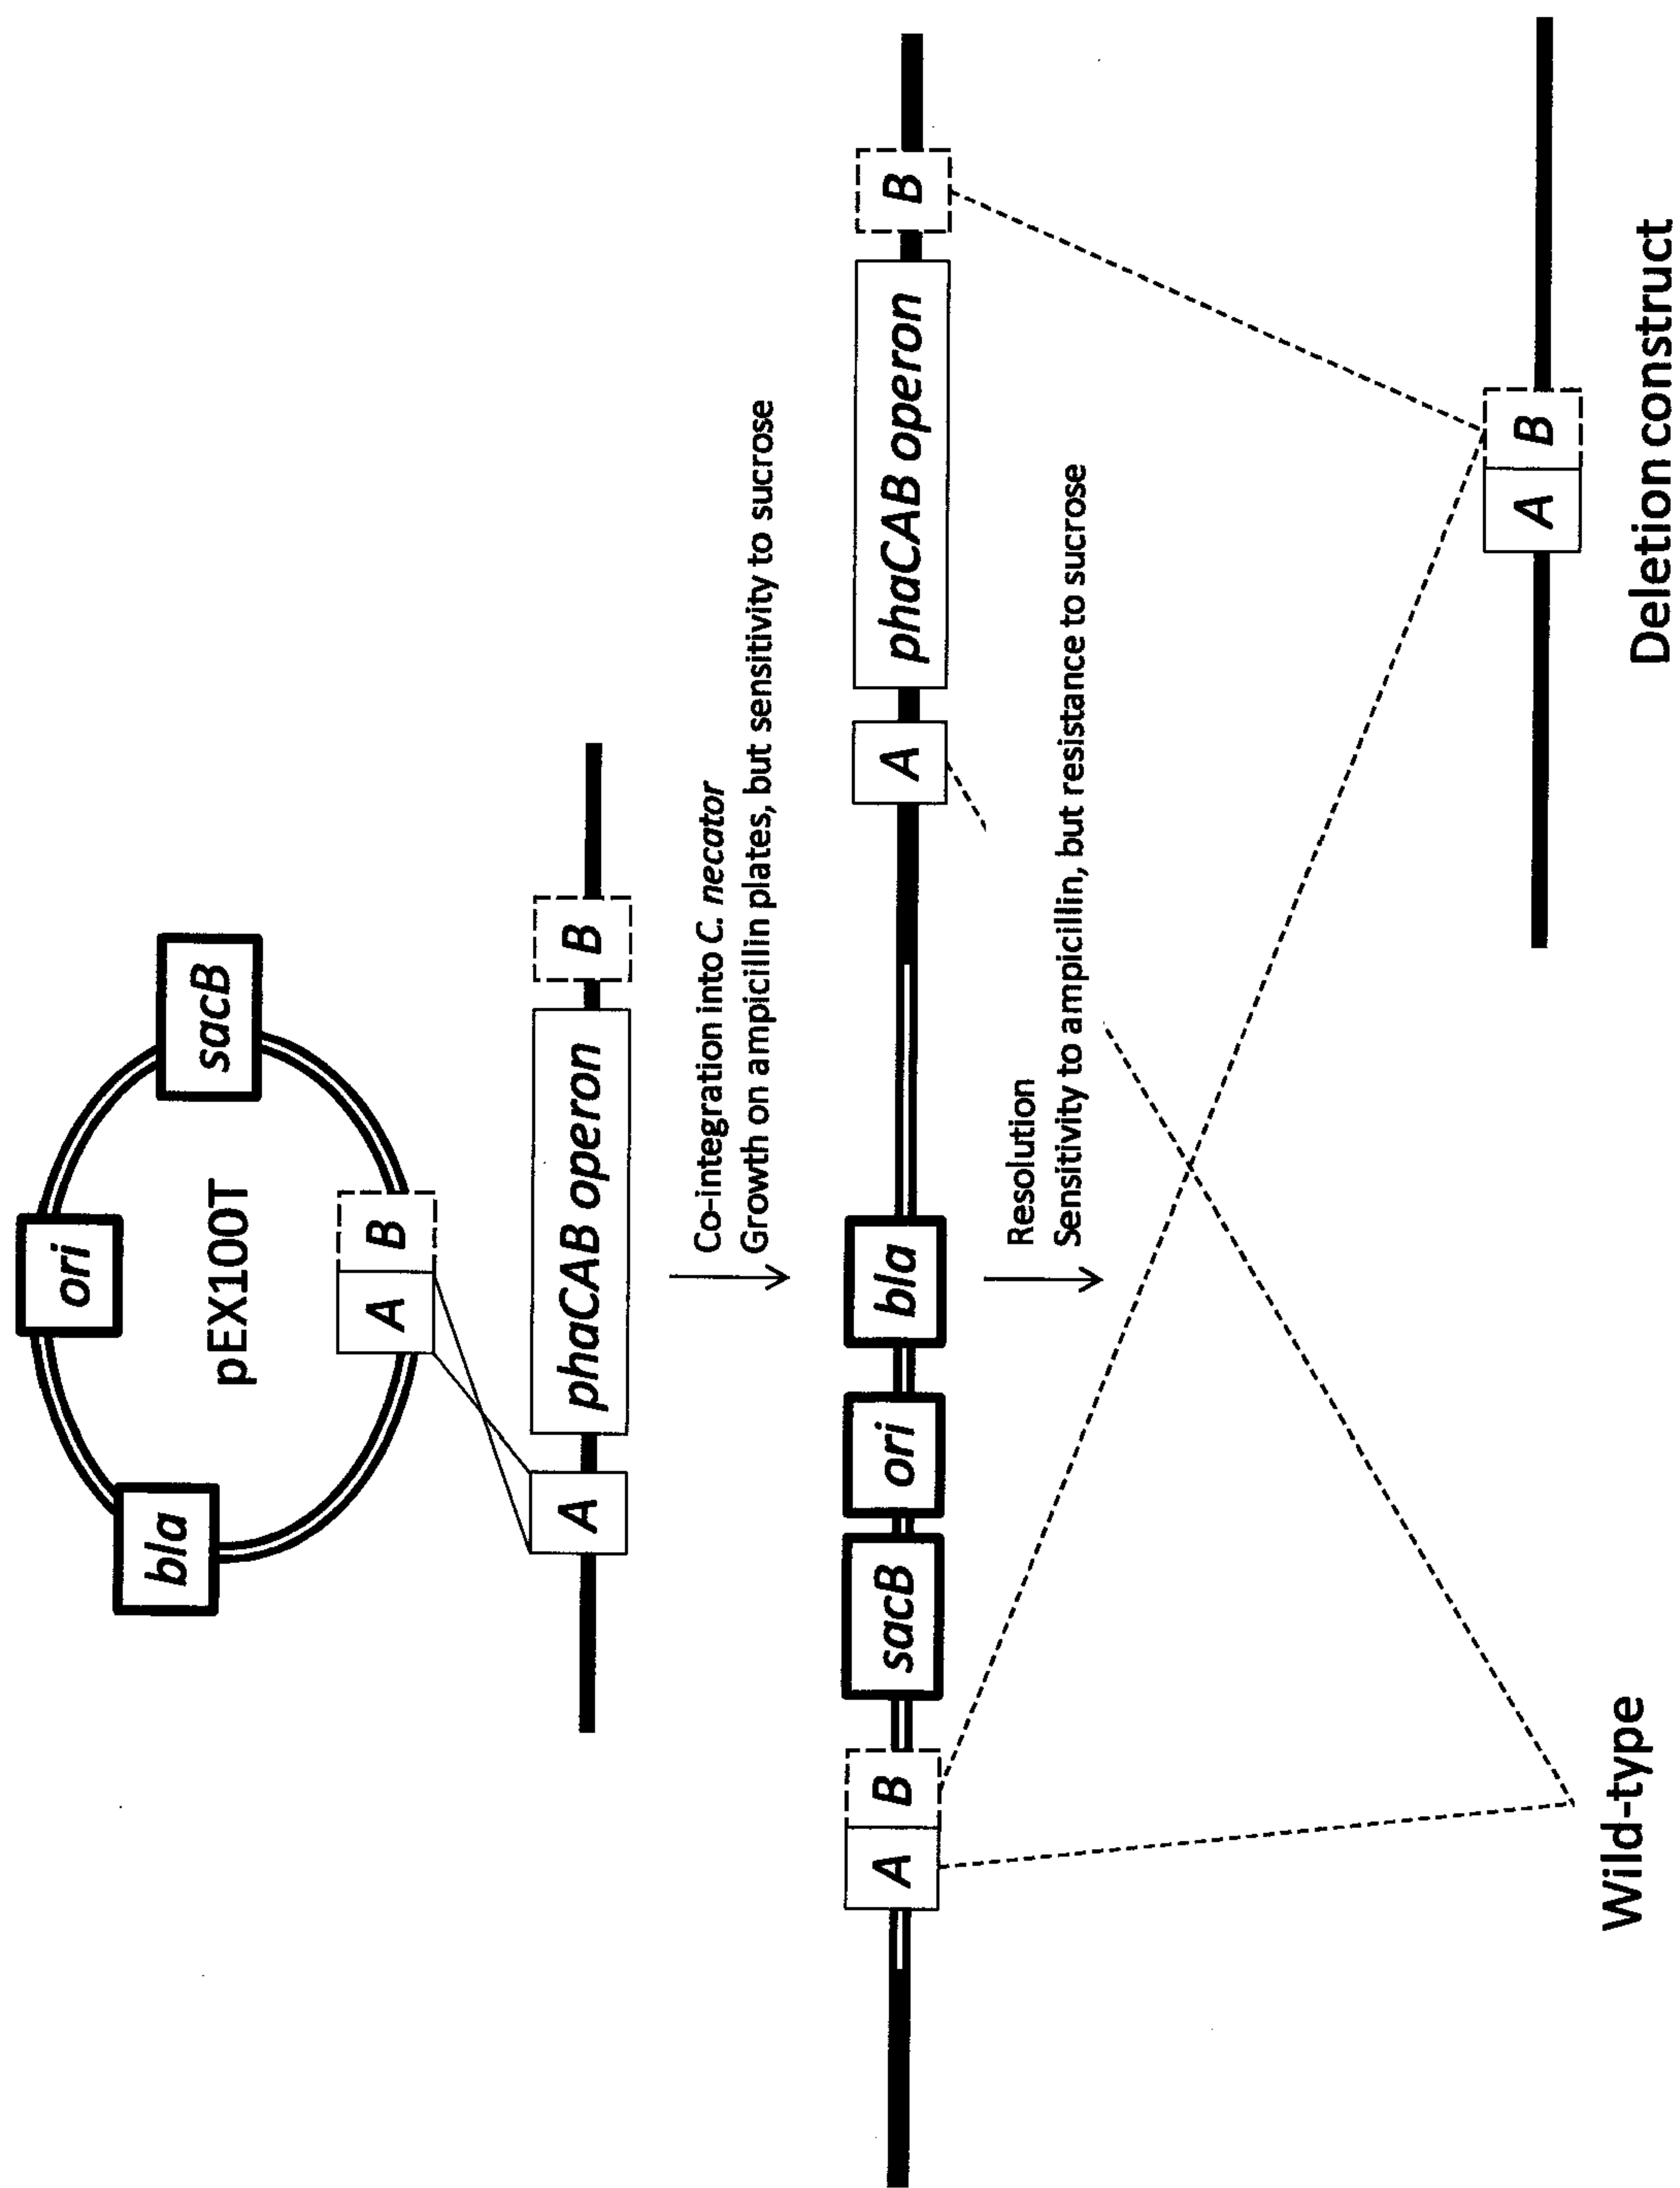 ori
bla
sacB
pEX100T
A B
A phaCAB operon B
Co-integration into C. necator
Growth on ampicillin plates, but sensitivity to sucrose
A B sacB ori bla A phaCAB operon B
Resolution
Sensitivity to ampicillin, but resistance to sucrose
A B
Wild-type
Deletion construct